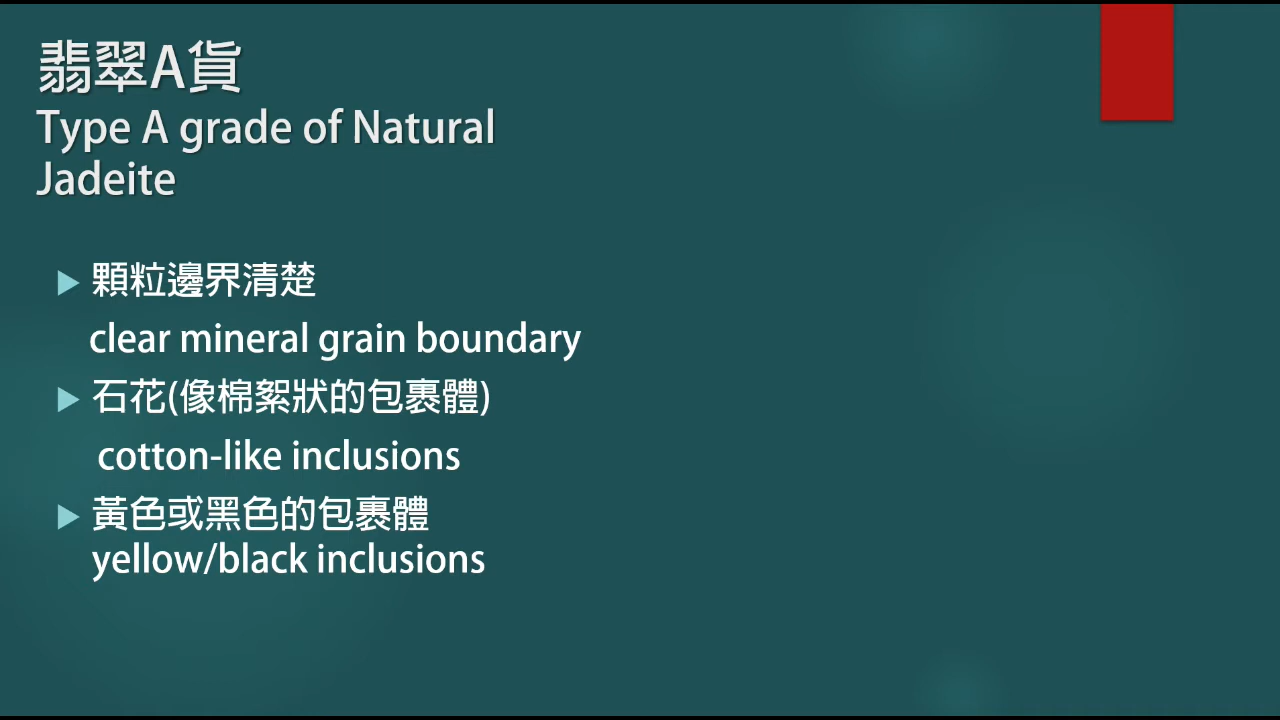 翡翠A貨
Type A grade of Natural
Jadeite
顆粒邊界清楚
clear mineral grain boundary
石花(像棉絮狀的包裹體)
cotton-like inclusions
黃色或黑色的包裹體
yellow/black inclusions